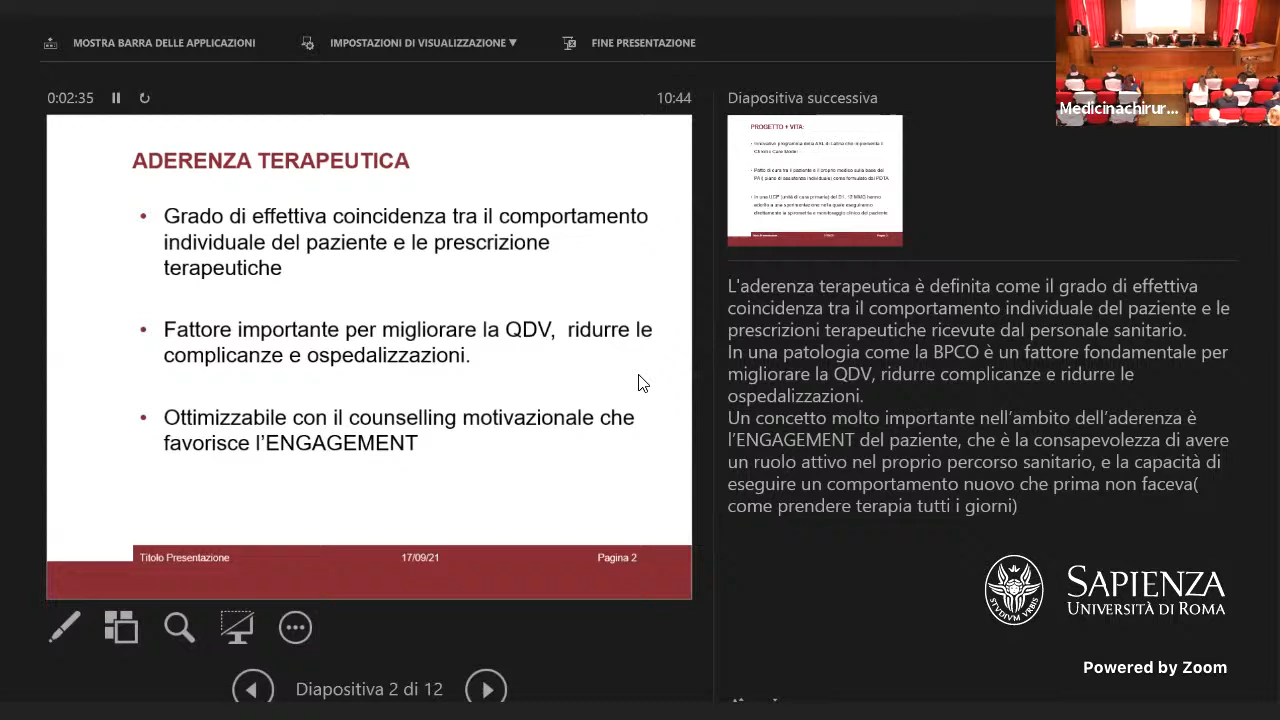 MOSTRA BARRA DELLE APPLICAZIONI
IMPOSTAZIONI DI VISUALIZZAZIONE ▼
FINE PRESENTAZIONE
Medicinachirur...
0:02:35
10:44
ADERENZA TERAPEUTICA
• Grado di effettiva coincidenza tra il comportamento
individuale del paziente e le prescrizione
terapeutiche
• Fattore importante per migliorare la QDV, ridurre le
complicanze e ospedalizzazioni.
• Ottimizzabile con il counselling motivazionale che
favorisce l'ENGAGEMENT
Titolo Presentazione
17/09/21
Pagina 2
Diapositiva 2 di 12
Diapositiva successiva
PROGETTO + VITA:
L'aderenza terapeutica è definita come il grado di effettiva
coincidenza tra il comportamento individuale del paziente e le
prescrizioni terapeutiche ricevute dal personale sanitario.
In una patologia come la BPCO è un fattore fondamentale per
migliorare la QDV, ridurre complicanze e ridurre le
ospedalizzazioni.
Un concetto molto importante nell'ambito dell'aderenza è
l'ENGAGEMENT del paziente, che è la consapevolezza di avere
un ruolo attivo nel proprio percorso sanitario, e la capacità di
eseguire un comportamento nuovo che prima non faceva(
come prendere terapia tutti i giorni)
SAPIENZA
UNIVERSITÀ DI ROMA
STVDIVM VRBIS
Powered by Zoom